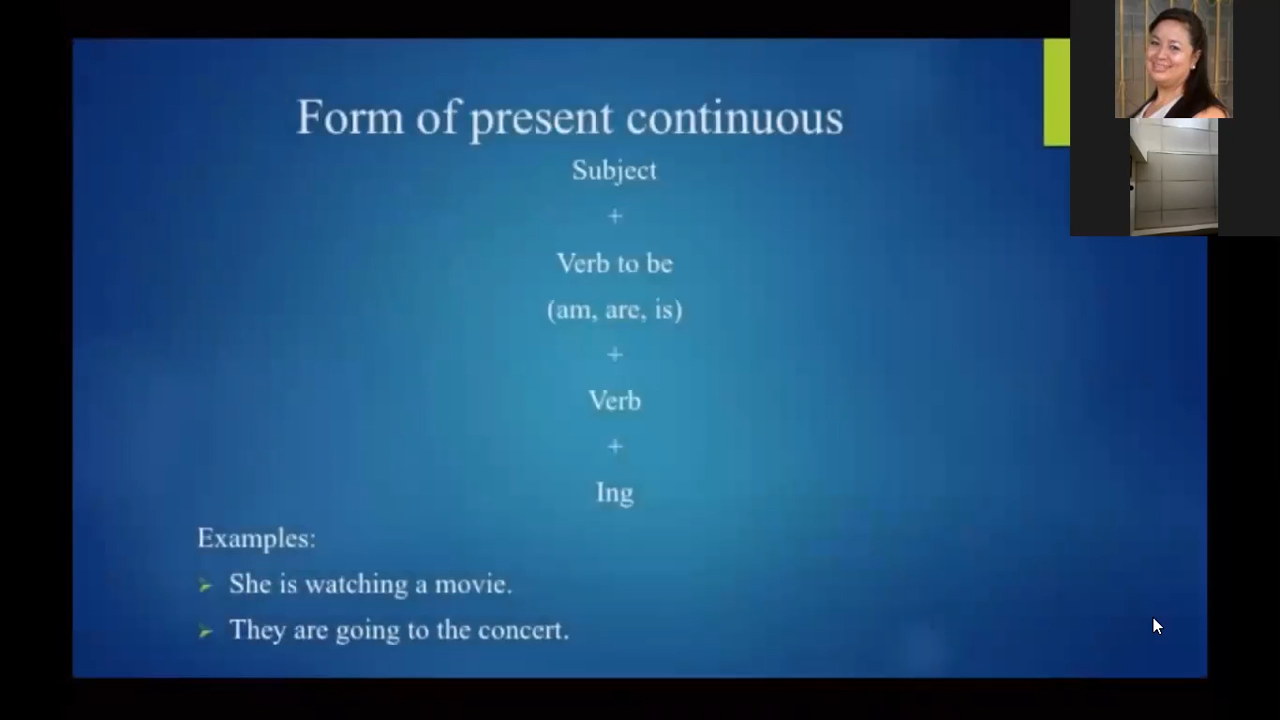 Form of present continuous
Subject
+
Verb to be
(am, are, is)
+
Verb
+
Ing
Examples:
She is watching a movie.
They are going to the concert.